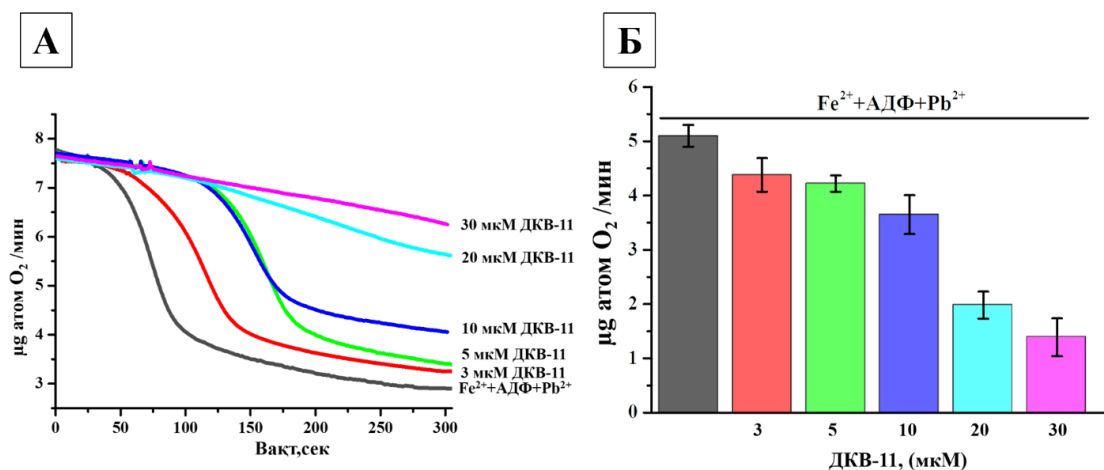 А
µg атом O₂ /мин
8
7
6
5
4
3
0 50 100 150 200 250 300
Вақт,сек
30 мкМ ДКВ-11
20 мкМ ДКВ-11
10 мкМ ДКВ-11
5 мкМ ДКВ-11
3 мкМ ДКВ-11
Fe²⁺+АДФ+Pb²⁺
Б
Fe²⁺+АДФ+Pb²⁺
µg атом O₂ /мин
6
5
4
3
2
1
0
3 5 10 20 30
ДКВ-11, (мкМ)